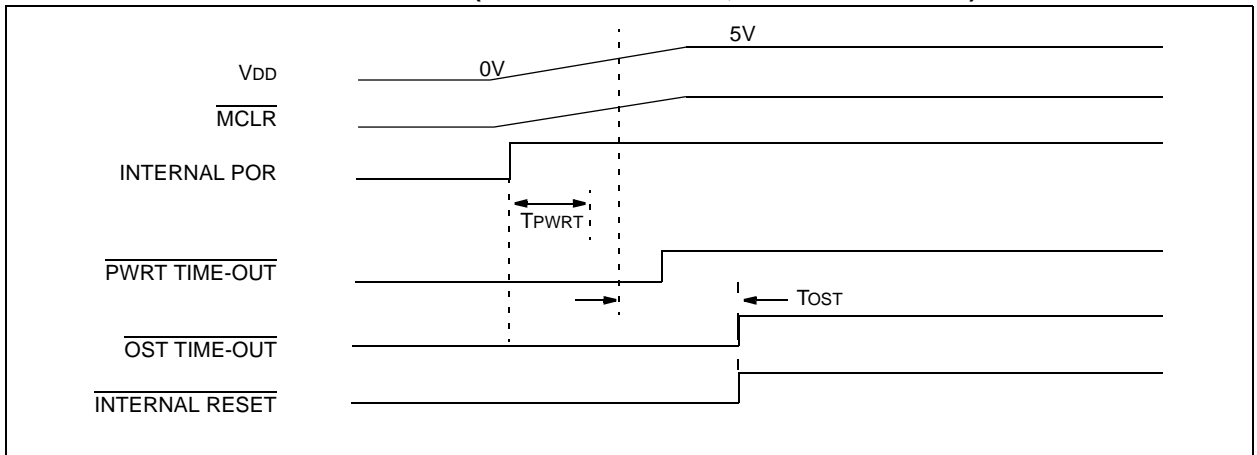 5V
0V
VDD
MCLR
INTERNAL POR
TPWRT
PWRT TIME-OUT
TOST
OST TIME-OUT
INTERNAL RESET